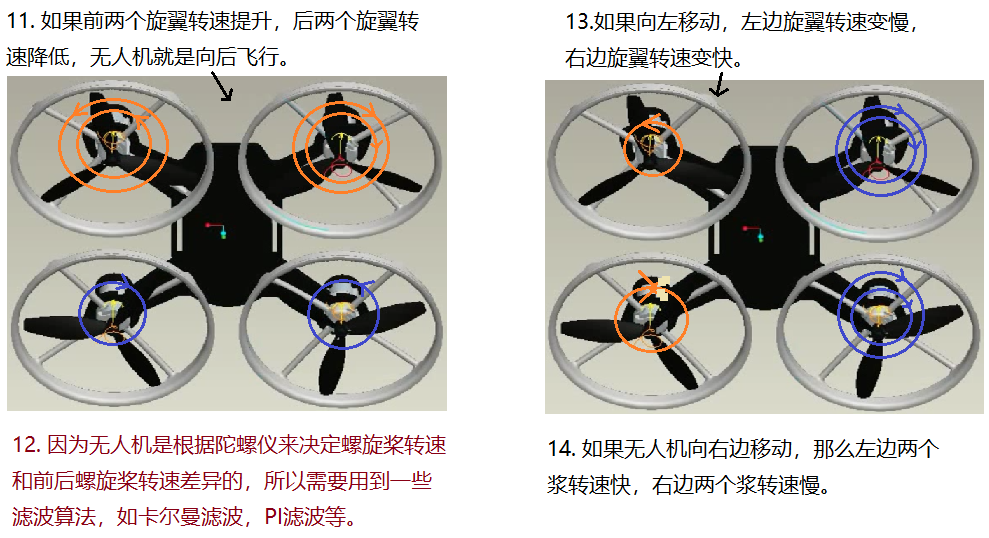 11. 如果前两个旋翼转速提升，后两个旋翼转
速降低，无人机就是向后飞行。
12. 因为无人机是根据陀螺仪来决定螺旋桨转速
和前后螺旋桨转速差异的，所以需要用到一些
滤波算法，如卡尔曼滤波，PI滤波等。
13.如果向左移动，左边旋翼转速变慢，
右边旋翼转速变快。
14. 如果无人机向右边移动，那么左边两个
浆转速快，右边两个浆转速慢。